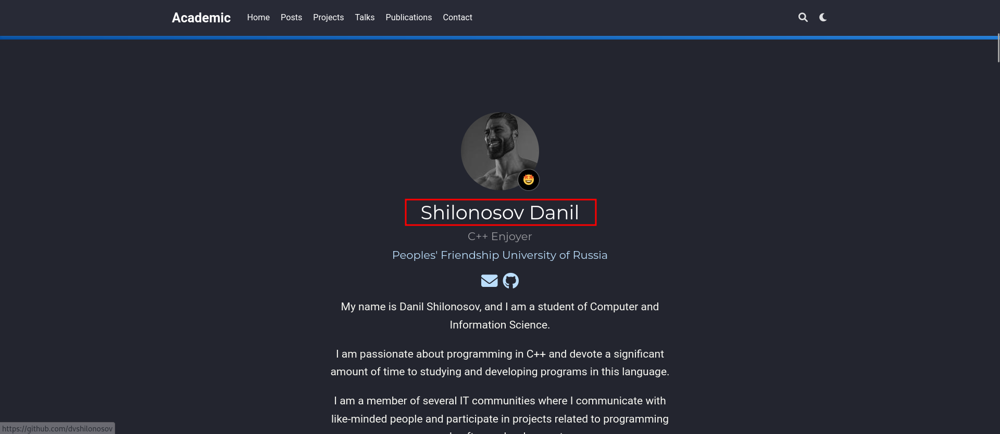 Academic Home Posts Projects Talks Publications Contact
Shilonosov Danil
C++ Enjoyer
Peoples' Friendship University of Russia
My name is Danil Shilonosov, and I am a student of Computer and
Information Science.
I am passionate about programming in C++ and devote a significant
amount of time to studying and developing programs in this language.
I am a member of several IT communities where I communicate with
like-minded people and participate in projects related to programming
https://github.com/dvshilonosov